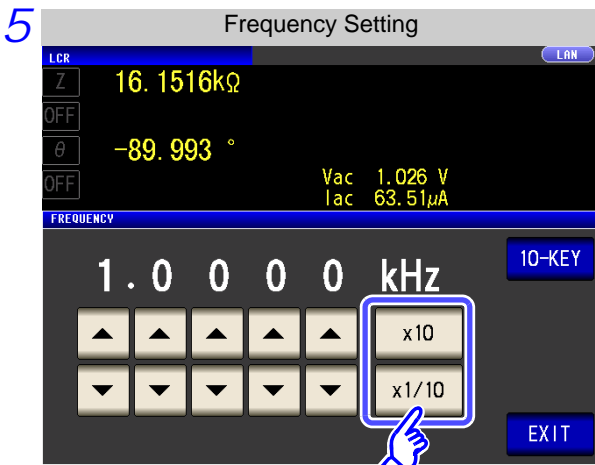 5
Frequency Setting
LCR
LAN
Z 16.1516kΩ
OFF
θ -89.993 °
OFF
Vac 1.026 V
Iac 63.51μA
FREQUENCY
1.0000 kHz
10-KEY
x10
x1/10
EXIT